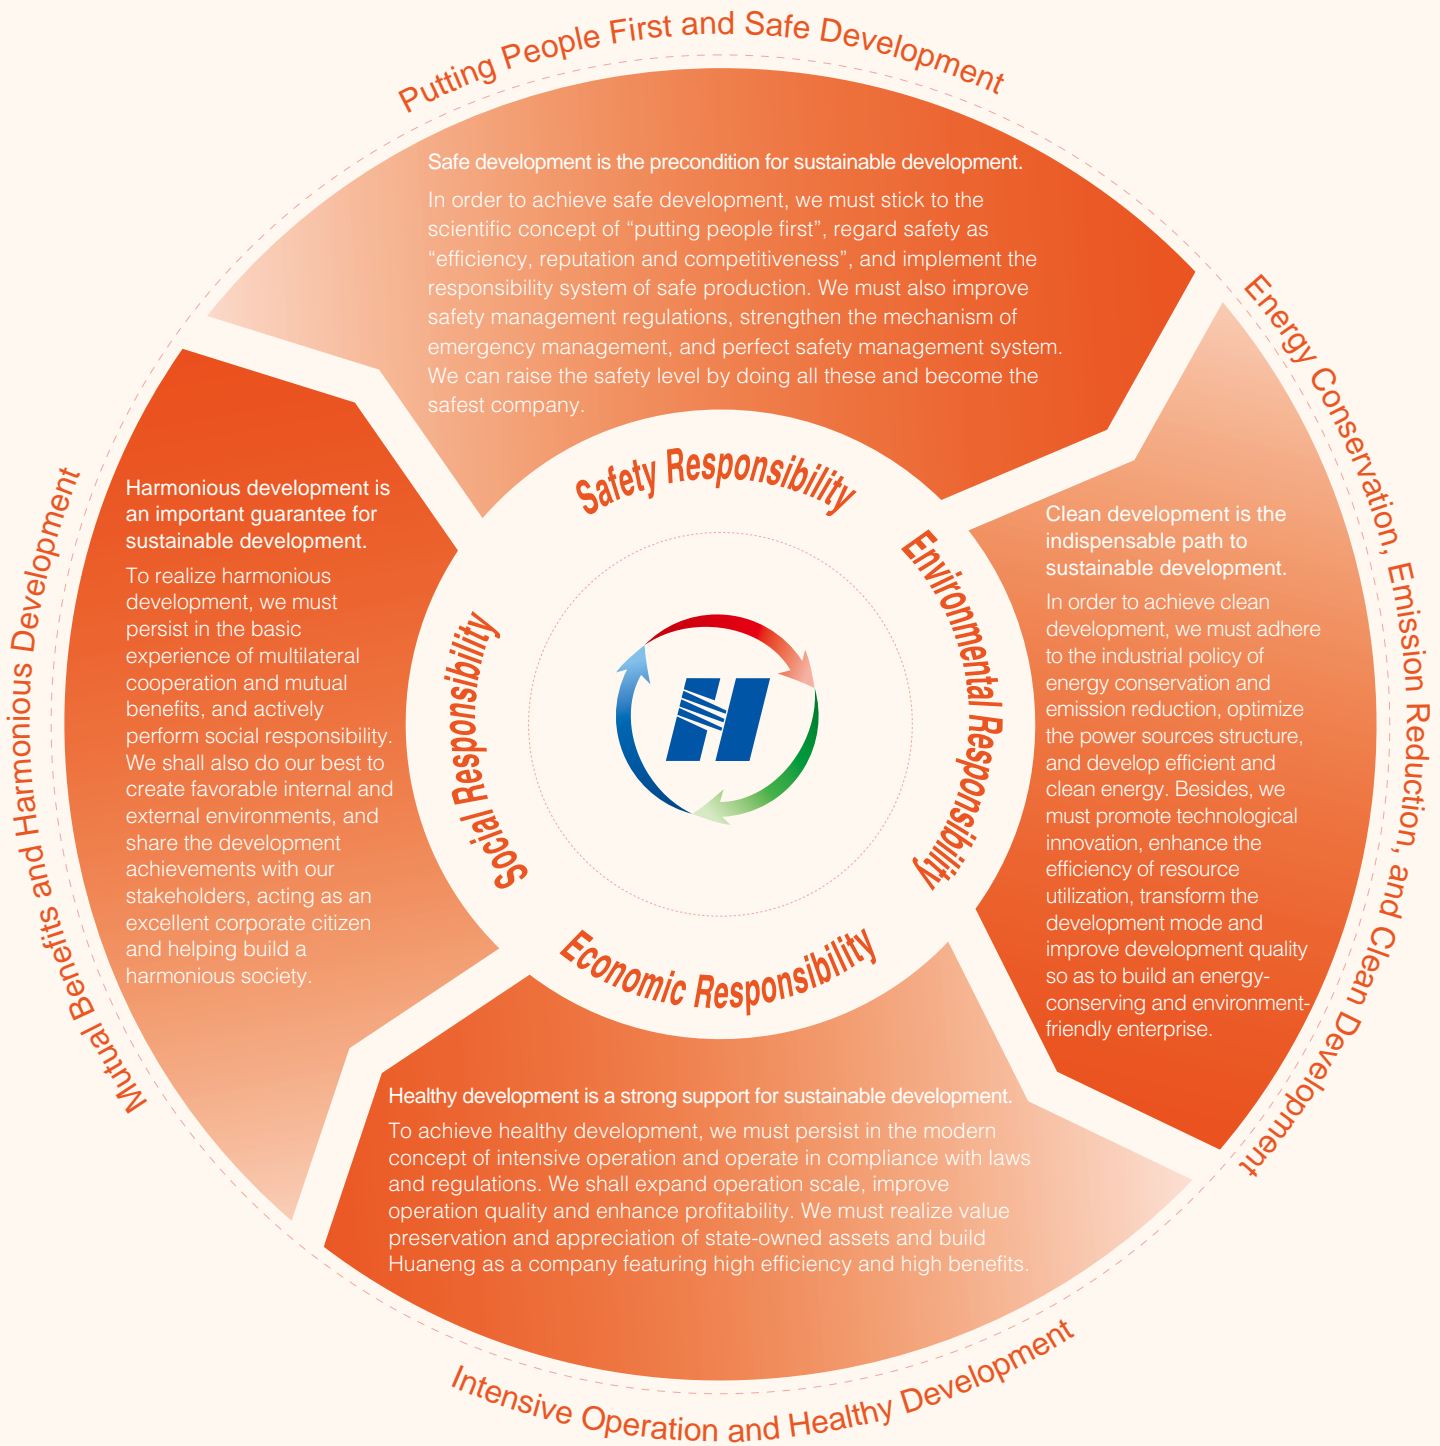 Putting People First and Safe Development
Safe development is the precondition for sustainable development.
In order to achieve safe development, we must stick to the
scientific concept of “putting people first”, regard safety as
“efficiency, reputation and competitiveness”, and implement the
responsibility system of safe production. We must also improve
safety management regulations, strengthen the mechanism of
emergency management, and perfect safety management system.
We can raise the safety level by doing all these and become the
safest company.
Safety Responsibility
Energy Conservation, Emission Reduction, and Clean Development
Clean development is the
indispensable path to
sustainable development.
In order to achieve clean
development, we must adhere
to the industrial policy of
energy conservation and
emission reduction, optimize
the power sources structure,
and develop efficient and
clean energy. Besides, we
must promote technological
innovation, enhance the
efficiency of resource
utilization, transform the
development mode and
improve development quality
so as to build an energy-
conserving and environment-
friendly enterprise.
Environmental Responsibility
Intensive Operation and Healthy Development
Healthy development is a strong support for sustainable development.
To achieve healthy development, we must persist in the modern
concept of intensive operation and operate in compliance with laws
and regulations. We shall expand operation scale, improve
operation quality and enhance profitability. We must realize value
preservation and appreciation of state-owned assets and build
Huaneng as a company featuring high efficiency and high benefits.
Economic Responsibility
Mutual Benefits and Harmonious Development
Harmonious development is
an important guarantee for
sustainable development.
To realize harmonious
development, we must
persist in the basic
experience of multilateral
cooperation and mutual
benefits, and actively
perform social responsibility.
We shall also do our best to
create favorable internal and
external environments, and
share the development
achievements with our
stakeholders, acting as an
excellent corporate citizen
and helping build a
harmonious society.
Social Responsibility